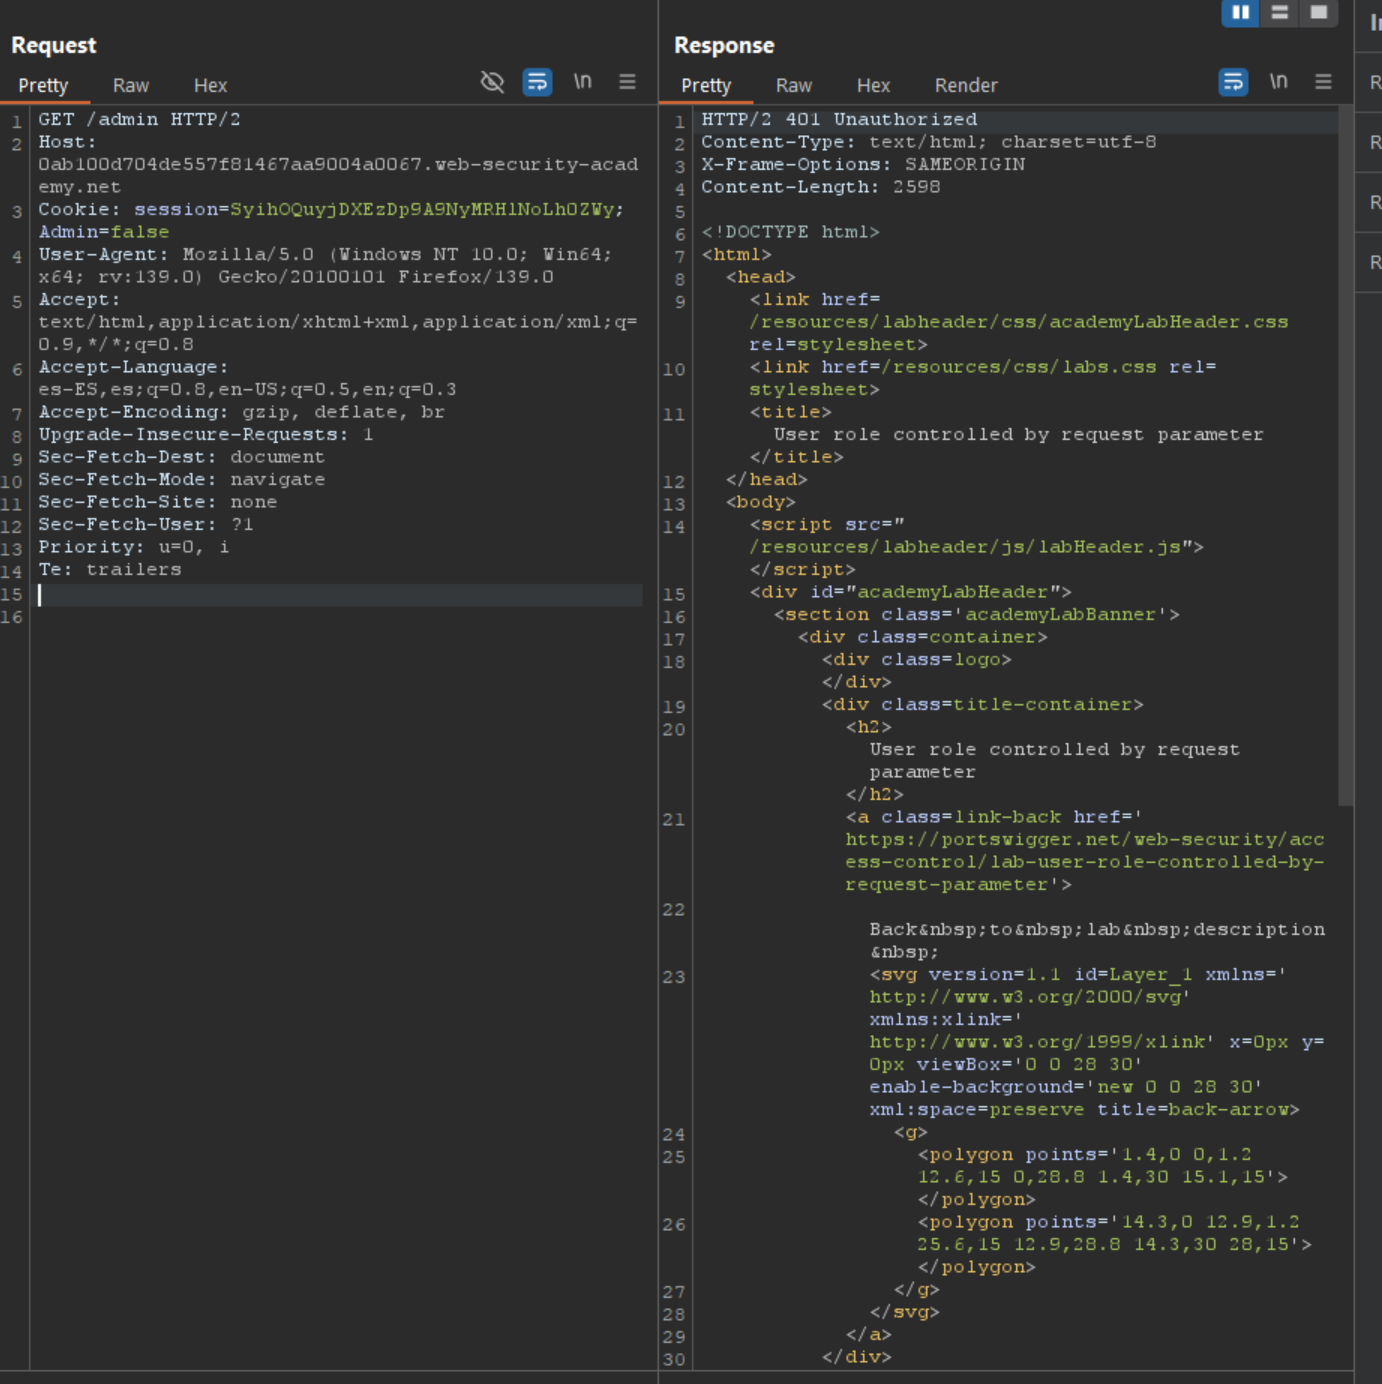 Request
Pretty Raw Hex \n
1 GET /admin HTTP/2
2 Host:
0ab100d704de557f81467aa9004a0067.web-security-acad
emy.net
3 Cookie: session=SyihOQuyjDXEzDp9A9NyMRHlNoLhOZWy;
Admin=false
4 User-Agent: Mozilla/5.0 (Windows NT 10.0; Win64;
x64; rv:139.0) Gecko/20100101 Firefox/139.0
5 Accept:
text/html,application/xhtml+xml,application/xml;q=
0.9,*/*;q=0.8
6 Accept-Language:
es-ES,es;q=0.8,en-US;q=0.5,en;q=0.3
7 Accept-Encoding: gzip, deflate, br
8 Upgrade-Insecure-Requests: 1
9 Sec-Fetch-Dest: document
10 Sec-Fetch-Mode: navigate
11 Sec-Fetch-Site: none
12 Sec-Fetch-User: ?1
13 Priority: u=0, i
14 Te: trailers
15
16
Response
Pretty Raw Hex Render \n
1 HTTP/2 401 Unauthorized
2 Content-Type: text/html; charset=utf-8
3 X-Frame-Options: SAMEORIGIN
4 Content-Length: 2598
5
6 <!DOCTYPE html>
7 <html>
8 <head>
9 <link href=
/resources/labheader/css/academyLabHeader.css
rel=stylesheet>
10 <link href=/resources/css/labs.css rel=
stylesheet>
11 <title>
User role controlled by request parameter
</title>
12 </head>
13 <body>
14 <script src="
/resources/labheader/js/labHeader.js">
</script>
15 <div id="academyLabHeader">
16 <section class='academyLabBanner'>
17 <div class=container>
18 <div class=logo>
</div>
19 <div class=title-container>
20 <h2>
User role controlled by request
parameter
</h2>
21 <a class=link-back href='
https://portswigger.net/web-security/acc
ess-control/lab-user-role-controlled-by-
request-parameter'>
22
Back&nbsp;to&nbsp;lab&nbsp;description
&nbsp;
23 <svg version=1.1 id=Layer_1 xmlns='
http://www.w3.org/2000/svg'
xmlns:xlink='
http://www.w3.org/1999/xlink' x=0px y=
0px viewBox='0 0 28 30'
enable-background='new 0 0 28 30'
xml:space=preserve title=back-arrow>
24 <g>
25 <polygon points='1.4,0 0,1.2
12.6,15 0,28.8 1.4,30 15.1,15'>
</polygon>
26 <polygon points='14.3,0 12.9,1.2
25.6,15 12.9,28.8 14.3,30 28,15'>
</polygon>
27 </g>
28 </svg>
29 </a>
30 </div>